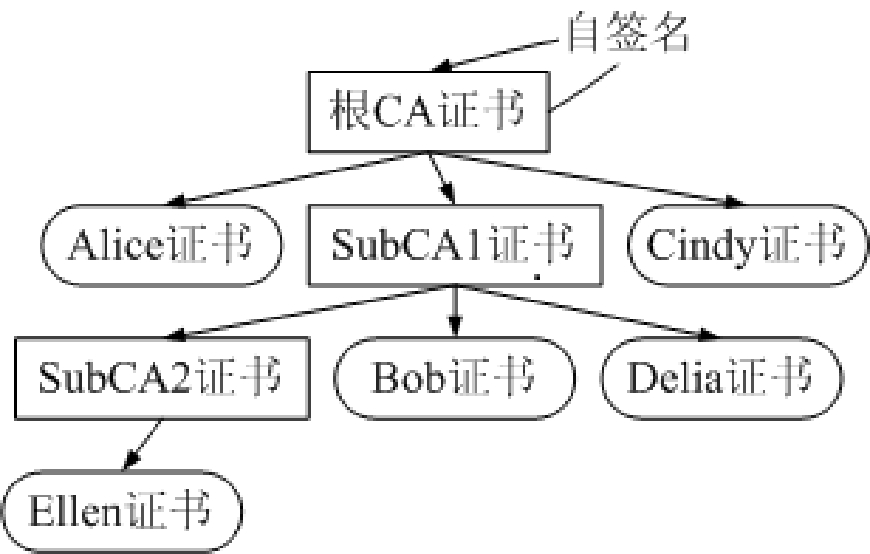 自签名
根CA证书
Alice证书
SubCA1证书
Cindy证书
SubCA2证书
Bob证书
Delia证书
Ellen证书